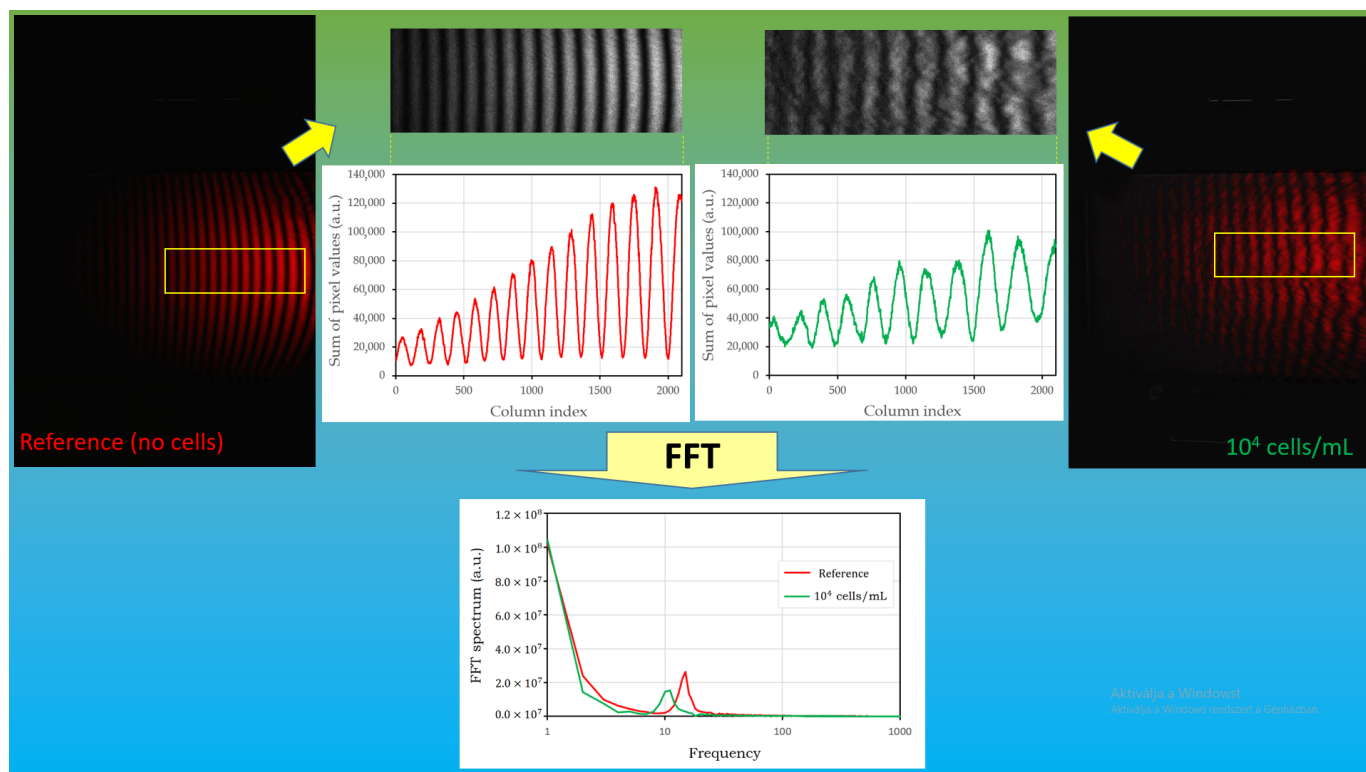 Reference (no cells)
140,000
120,000
100,000
80,000
60,000
40,000
20,000
0
Sum of pixel values (a.u.)
0 500 1000 1500 2000
Column index
140,000
120,000
100,000
80,000
60,000
40,000
20,000
0
Sum of pixel values (a.u.)
0 500 1000 1500 2000
Column index
10⁴ cells/mL
FFT
1.2 × 10⁸
1.0 × 10⁸
8.0 × 10⁷
6.0 × 10⁷
4.0 × 10⁷
2.0 × 10⁷
0.0 × 10⁷
FFT spectrum (a.u.)
Reference
10⁴ cells/mL
1 10 100 1000
Frequency
Aktiválja a Windowst
Aktiválja a Windows rendszert a Gépházban.